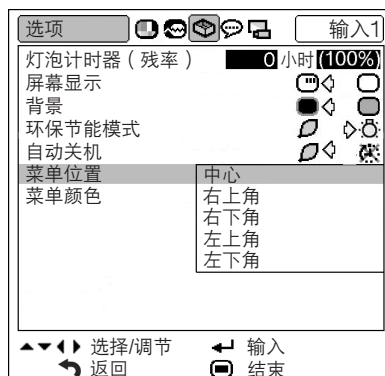 选项 输入1
灯泡计时器（残率） 0 小时(100%)
屏幕显示
背景
环保节能模式
自动关机
菜单位置 中心
菜单颜色 右上角
右下角
左上角
左下角
选择/调节 输入
返回 结束